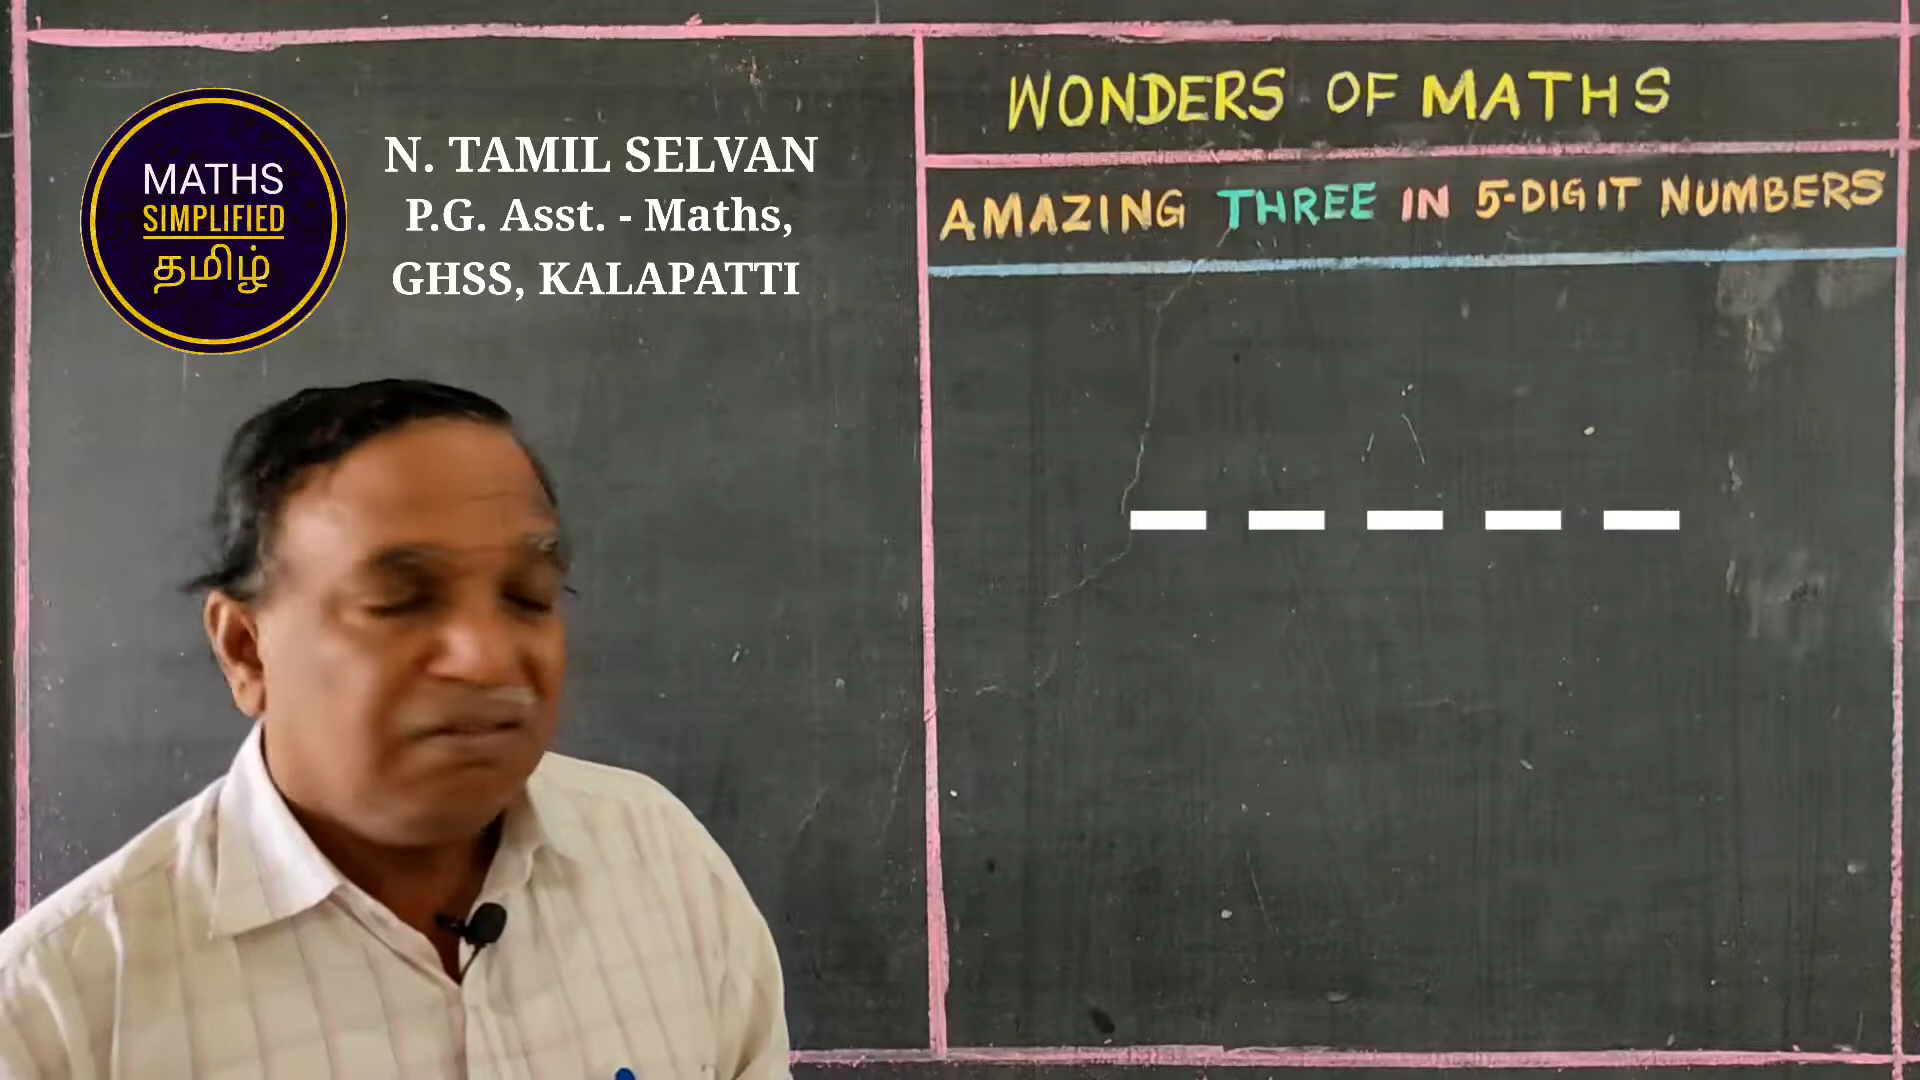 MATHS
SIMPLIFIED
தமிழ்
N. TAMIL SELVAN
P.G. Asst. - Maths,
GHSS, KALAPATTI
WONDERS OF MATHS
AMAZING THREE IN 5-DIGIT NUMBERS